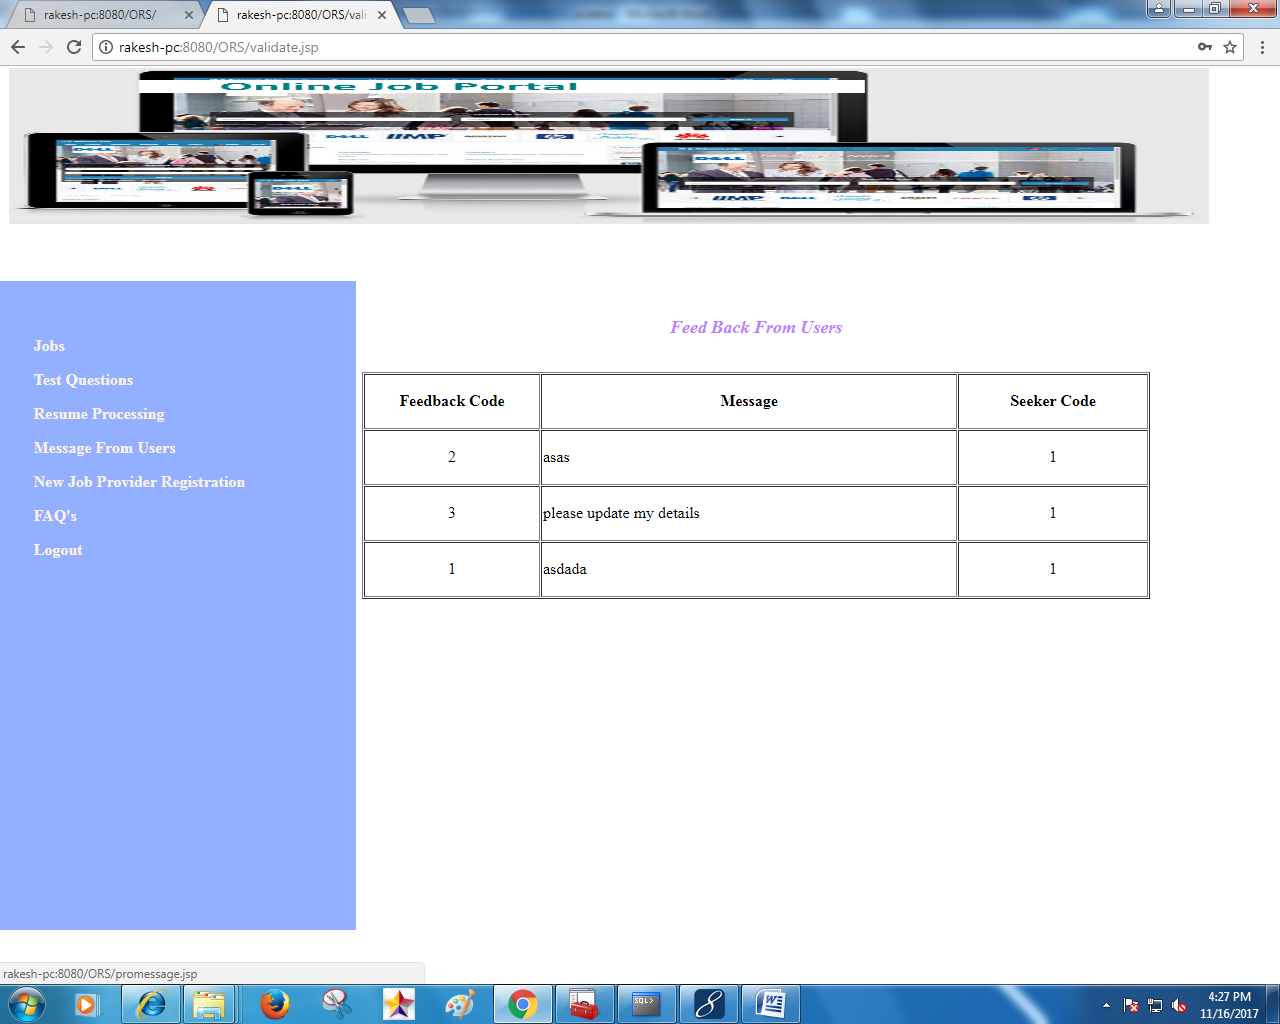 rakesh-pc:8080/ORS/
rakesh-pc:8080/ORS/vali
rakesh-pc:8080/ORS/validate.jsp
Online Job Portal
Feed Back From Users
Jobs
Test Questions
Resume Processing
Message From Users
New Job Provider Registration
FAQ's
Logout
Feedback Code Message Seeker Code
2 asas 1
3 please update my details 1
1 asdada 1
rakesh-pc:8080/ORS/promessage.jsp
SQL>
4:27 PM
11/16/2017